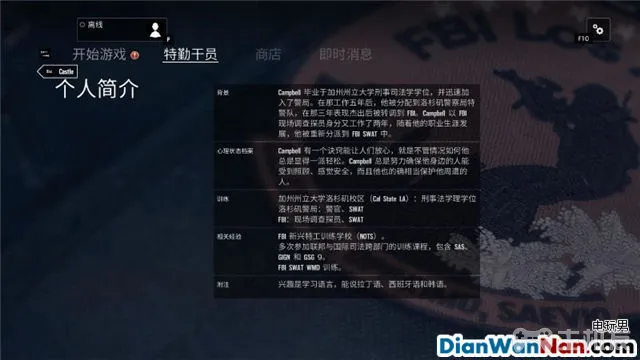 离线
F
F10
开始游戏
特勤干员
商店
即时消息
Esc Castle
个人简介
FBI LOS
背景
Campbell 毕业于加州州立大学刑事司法学学位，并迅速加
入了警局。在那工作五年后，他被分配到洛杉矶警察局特
警队，在那三年表现杰出后被转调到 FBI。Campbell 以 FBI
现场调查探员身分又工作了两年，随着他的职业生涯发
展，他被重新分派到 FBI SWAT 中。
心理状态档案
Campbell 有一个诀窍能让人们放心，就是不管情况如何他
总是显得一派轻松。Campbell 总是努力确保他身边的人能
受到照顾、感觉安全，而且他也的确相当保护他周遭的
人。
训练
加州州立大学洛杉矶校区（Cal State LA）：刑事法学理学位
洛杉矶警局：警官、SWAT
FBI：现场调查探员、SWAT
相关经验
FBI 新兴特工训练学校（NOTS）。
多次参加联邦与国际司法跨部门的训练课程，包含 SAS、
GIGN 和 GSG 9。
FBI SWAT WMD 训练。
附注
兴趣是学习语言，能说拉丁语、西班牙语和韩语。
电玩男
DianWanNan.com